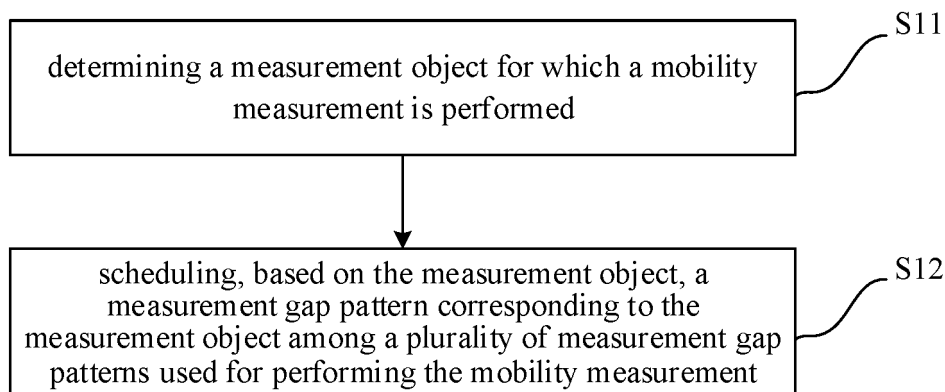 S11
determining a measurement object for which a mobility
measurement is performed
S12
scheduling, based on the measurement object, a
measurement gap pattern corresponding to the
measurement object among a plurality of measurement gap
patterns used for performing the mobility measurement